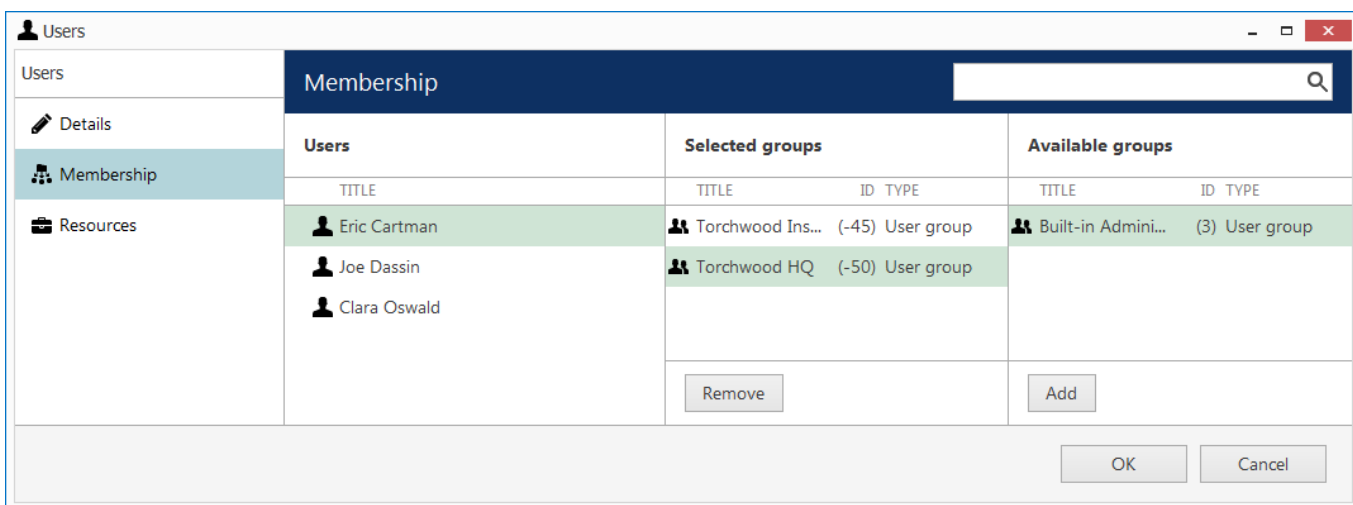 Users
Users
Details
Membership
Resources
Membership
Users
TITLE
Eric Cartman
Joe Dassin
Clara Oswald
Selected groups
TITLE ID TYPE
Torchwood Ins... (-45) User group
Torchwood HQ (-50) User group
Remove
Available groups
TITLE ID TYPE
Built-in Admini... (3) User group
Add
OK Cancel